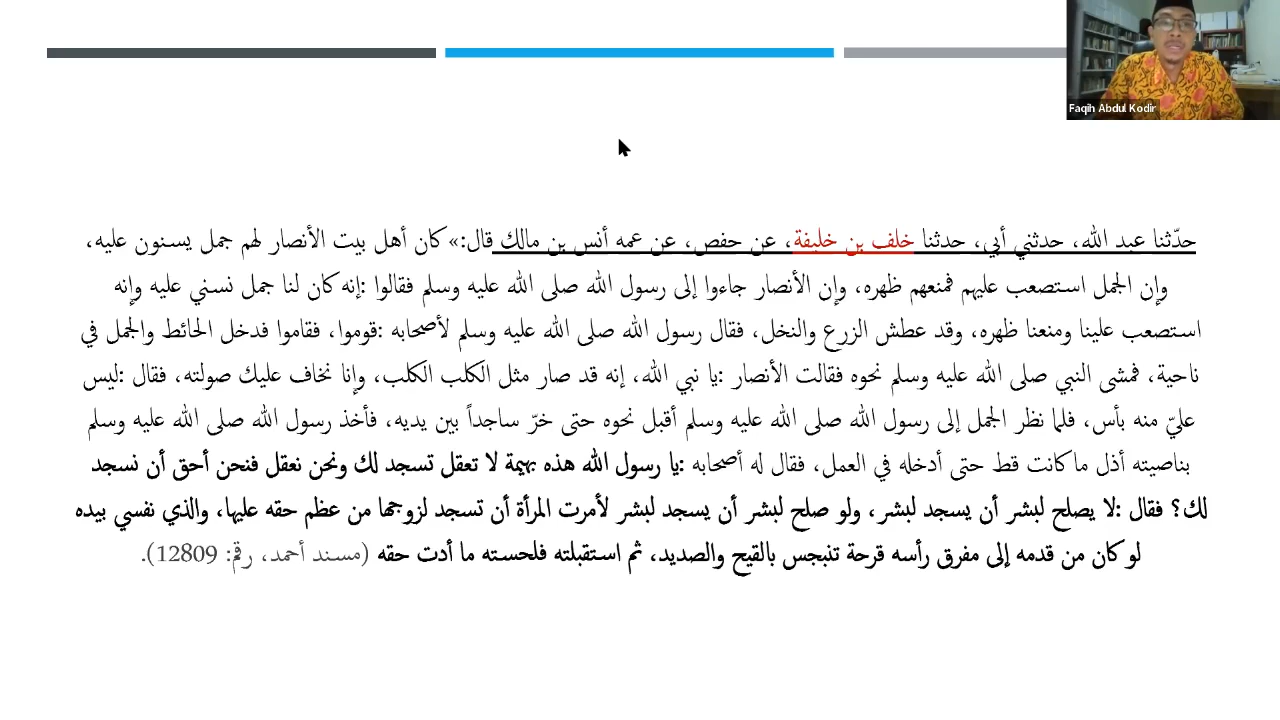 Faqih Abdul Kodir
حدّثنا عبد الله، حدثني أبي، حدثنا خلف بن خليفة، عن حفص، عن عمه أنس بن مالك قال:»كان أهل بيت الأنصار لهم جمل يسنون عليه،
وإن الجمل استصعب عليهم فمنعهم ظهره، وإن الأنصار جاءوا إلى رسول الله صلى الله عليه وسلم فقالوا :إنه كان لنا جمل نسني عليه وإنه
استصعب علينا ومنعنا ظهره، وقد عطش الزرع والنخل، فقال رسول الله صلى الله عليه وسلم لأصحابه :قوموا، فقاموا فدخل الحائط والجمل في
ناحية، فمشى النبي صلى الله عليه وسلم نحوه فقالت الأنصار :يا نبي الله، إنه قد صار مثل الكلب الكلب، وإنا نخاف عليك صولته، فقال :ليس
عليّ منه بأس، فلما نظر الجمل إلى رسول الله صلى الله عليه وسلم أقبل نحوه حتى خرّ ساجداً بين يديه، فأخذ رسول الله صلى الله عليه وسلم
بناصيته أذل ما كانت قط حتى أدخله في العمل، فقال له أصحابه :يا رسول الله هذه بهيمة لا تعقل تسجد لك ونحن نعقل فنحن أحق أن نسجد
لك؟ فقال :لا يصلح لبشر أن يسجد لبشر، ولو صلح لبشر أن يسجد لبشر لأمرت المرأة أن تسجد لزوجها من عظم حقه عليها، والذي نفسي بيده
لو كان من قدمه إلى مفرق رأسه قرحة تنبجس بالقيح والصديد، ثم استقبلته فلحسته ما أدت حقه (مسند أحمد، رقم: 12809).